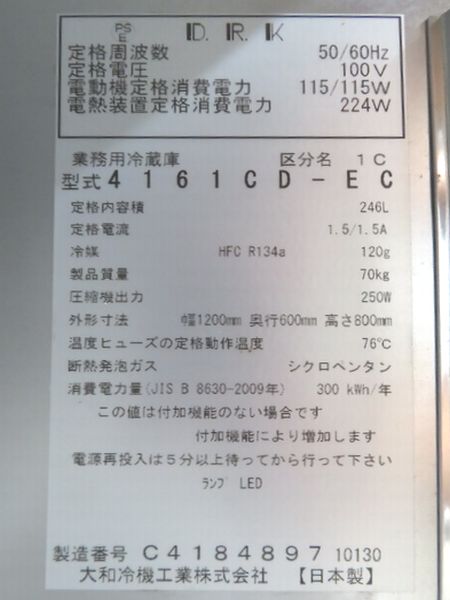 PS
E
D.R.K
定格周波数 50/60Hz
定格電圧 100V
電動機定格消費電力 115/115W
電熱装置定格消費電力 224W
業務用冷蔵庫 区分名 1C
型式 4161CD-EC
定格内容積 246L
定格電流 1.5/1.5A
冷媒 HFC R134a 120g
製品質量 70kg
圧縮機出力 250W
外形寸法 幅1200mm 奥行600mm 高さ800mm
温度ヒューズの定格動作温度 76℃
断熱発泡ガス シクロペンタン
消費電力量(JIS B 8630-2009年) 300 kWh/年
この値は付加機能のない場合です
付加機能により増加します
電源再投入は5分以上待ってから行って下さい
ﾗﾝﾌﾟ LED
製造番号 C4184897 10130
大和冷機工業株式会社 【日本製】